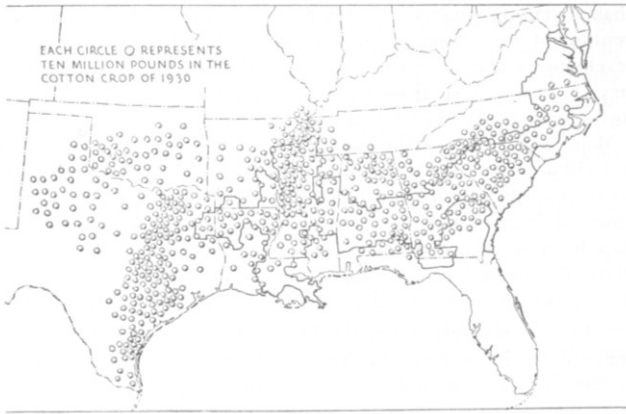 EACH CIRCLE O REPRESENTS
TEN MILLION POUNDS IN THE
COTTON CROP OF 1930